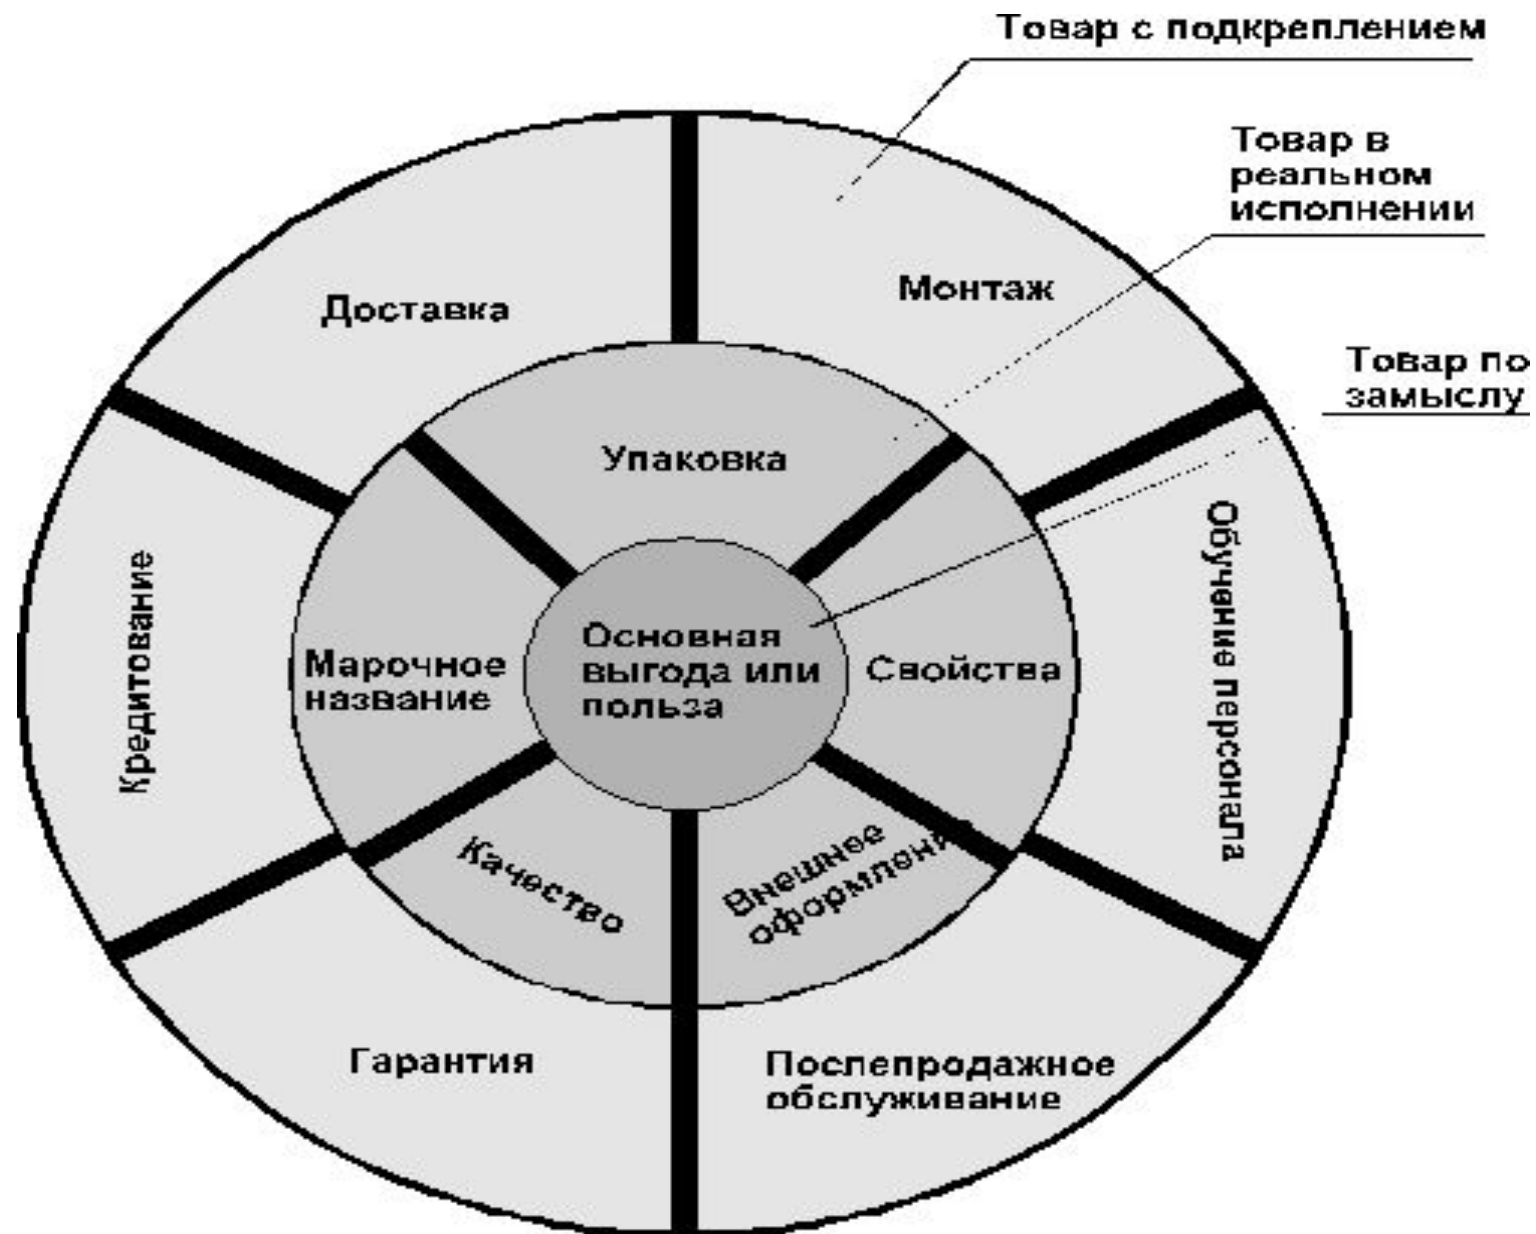 Товар с подкреплением
Товар в
реальном
исполнении
Монтаж
Доставка
Товар по
замыслу
Упаковка
Обучение персонала
Кредитование
Основная
выгода или
польза
Марочное
название
Свойства
Качество
Внешнее
оформление
Гарантия
Послепродажное
обслуживание